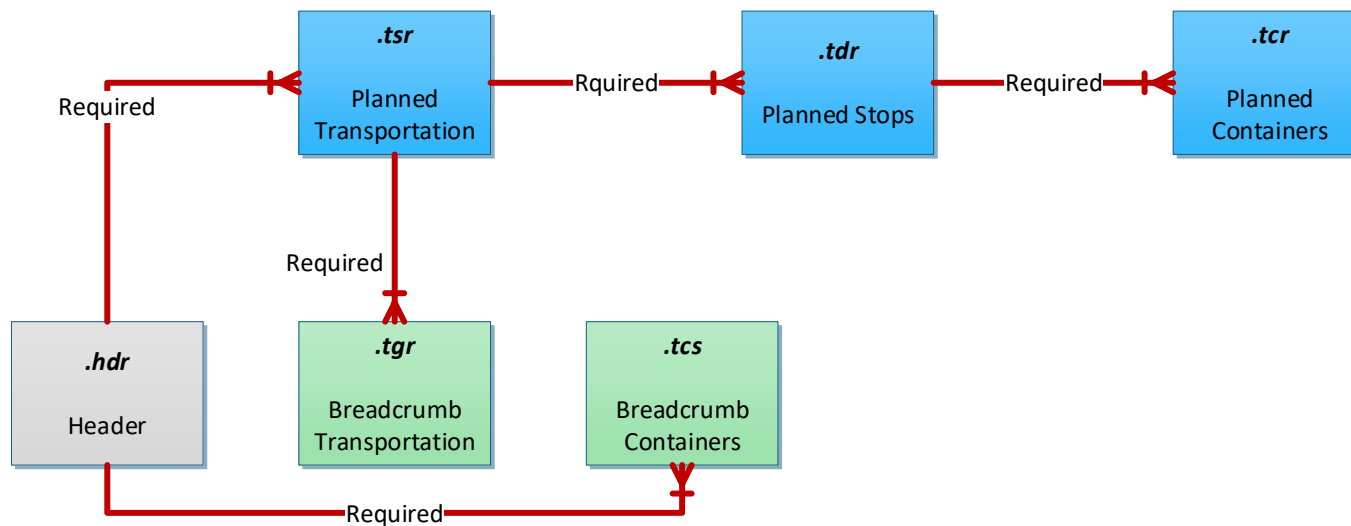 .tsr
Planned
Transportation
Rquired
.tdr
Planned Stops
Required
.tcr
Planned
Containers
Required
Required
.hdr
Header
.tgr
Breadcrumb
Transportation
.tcs
Breadcrumb
Containers
Required